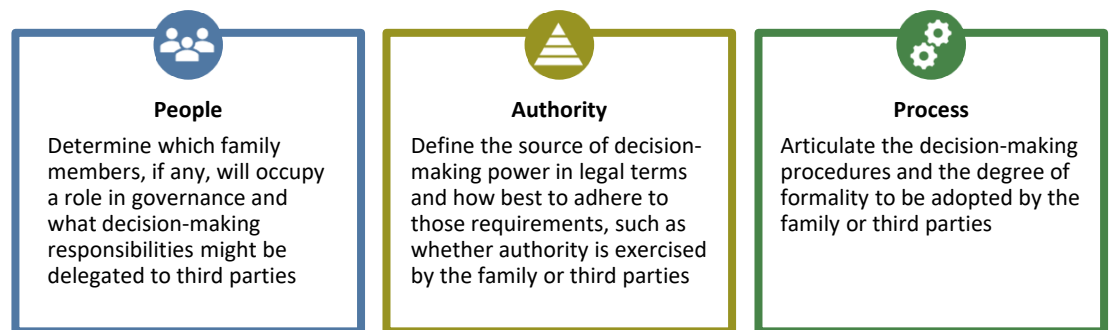 People
Determine which family
members, if any, will occupy
a role in governance and
what decision-making
responsibilities might be
delegated to third parties
Authority
Define the source of decision-
making power in legal terms
and how best to adhere to
those requirements, such as
whether authority is exercised
by the family or third parties
Process
Articulate the decision-making
procedures and the degree of
formality to be adopted by the
family or third parties